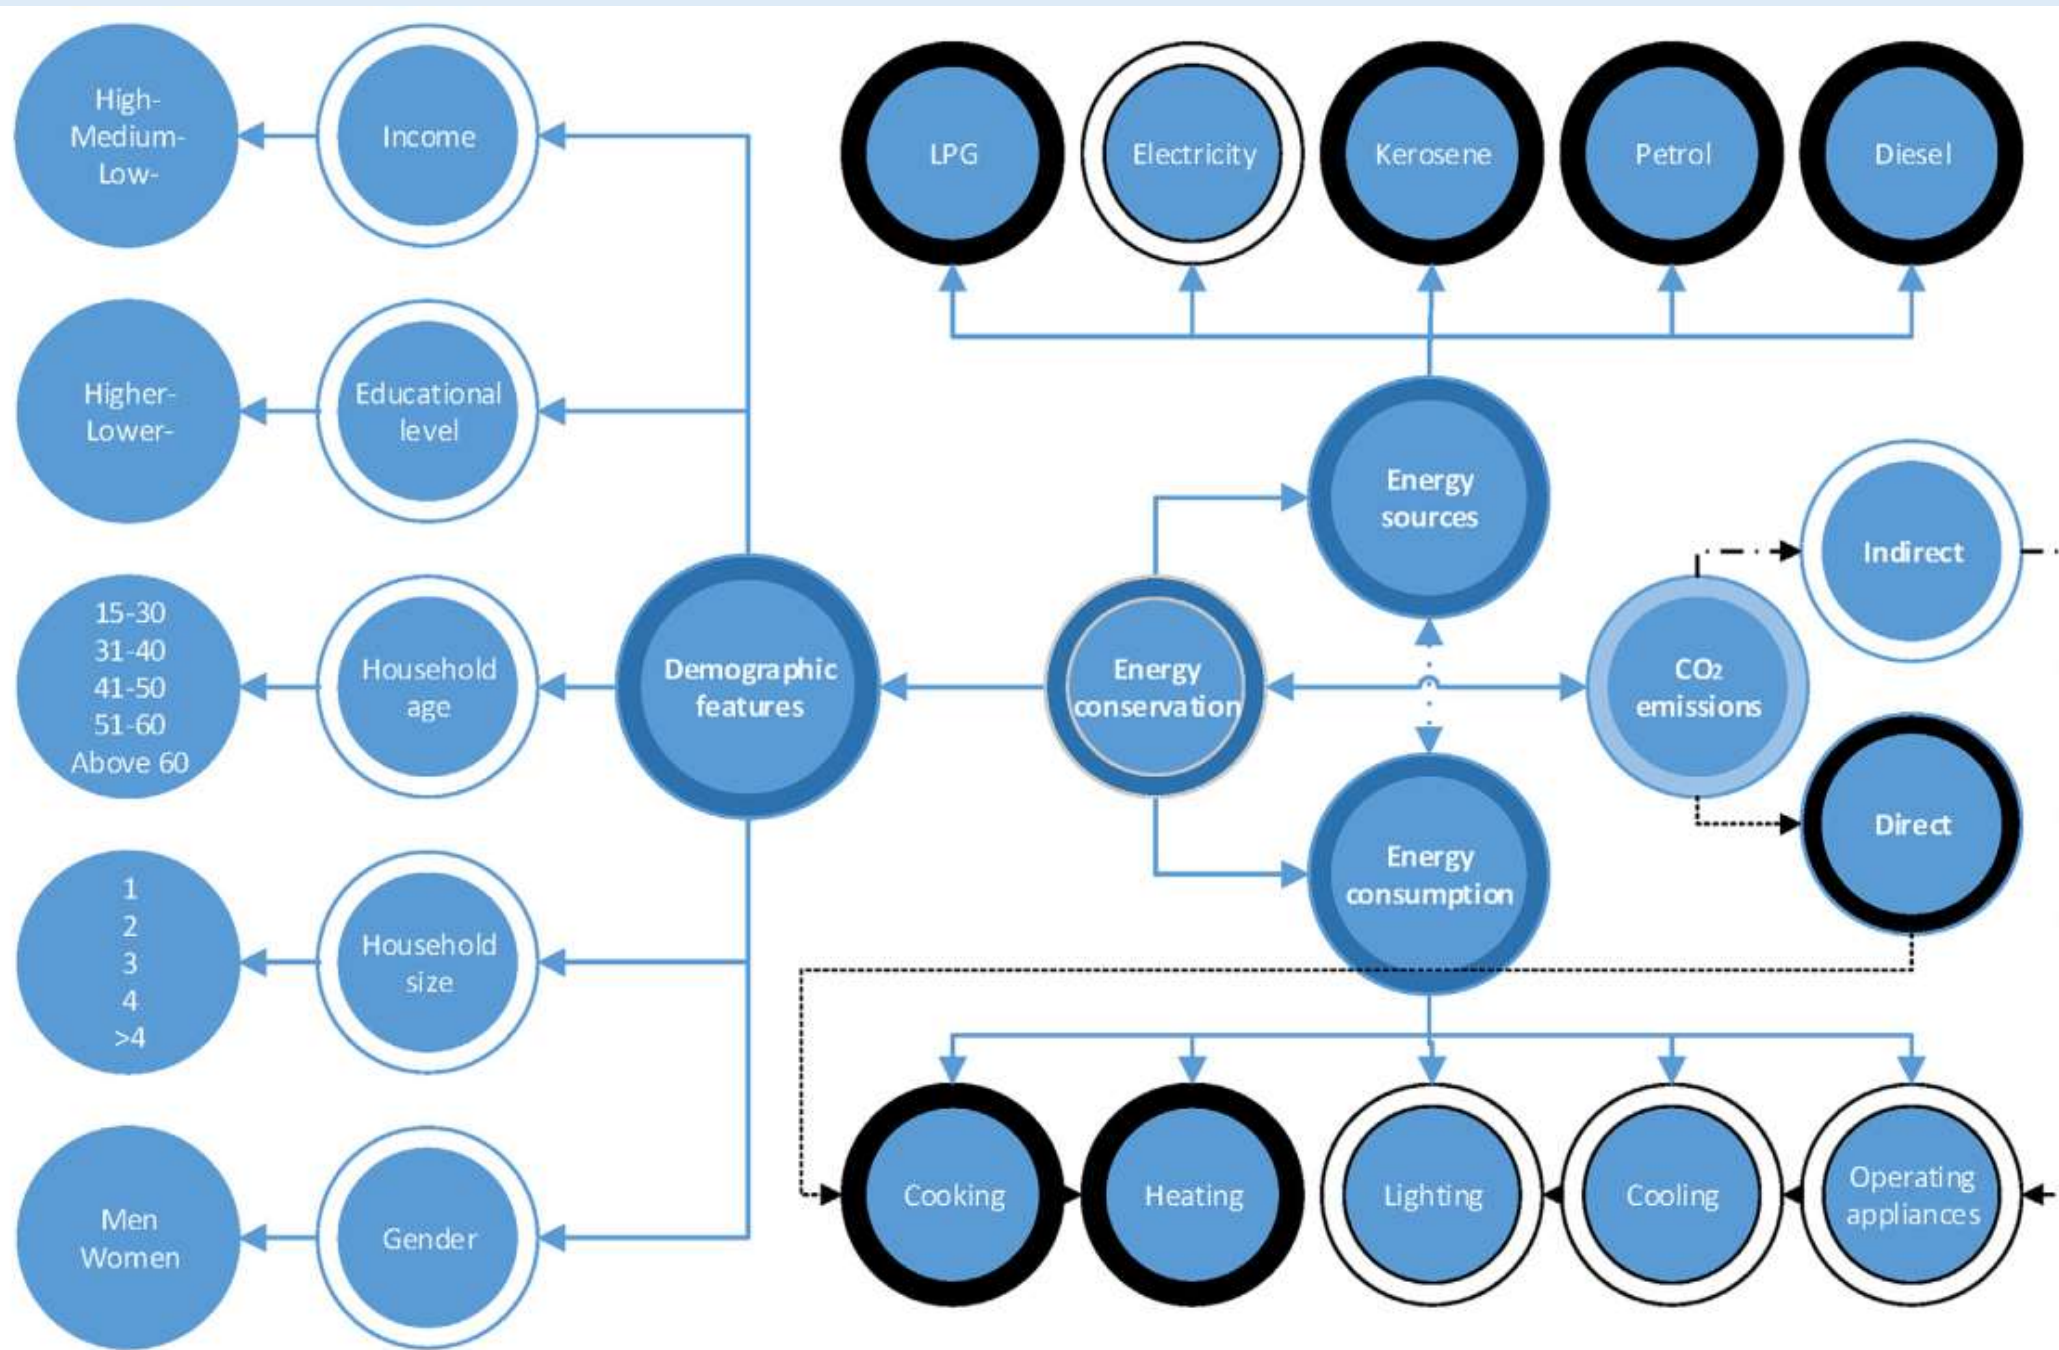 High-
Medium-
Low-
Income
LPG
Electricity
Kerosene
Petrol
Diesel
Higher-
Lower-
Educational
level
Energy
sources
Indirect
15-30
31-40
41-50
51-60
Above 60
Household
age
Demographic
features
Energy
conservation
CO₂
emissions
Direct
Energy
consumption
1
2
3
4
>4
Household
size
Men
Women
Gender
Cooking
Heating
Lighting
Cooling
Operating
appliances